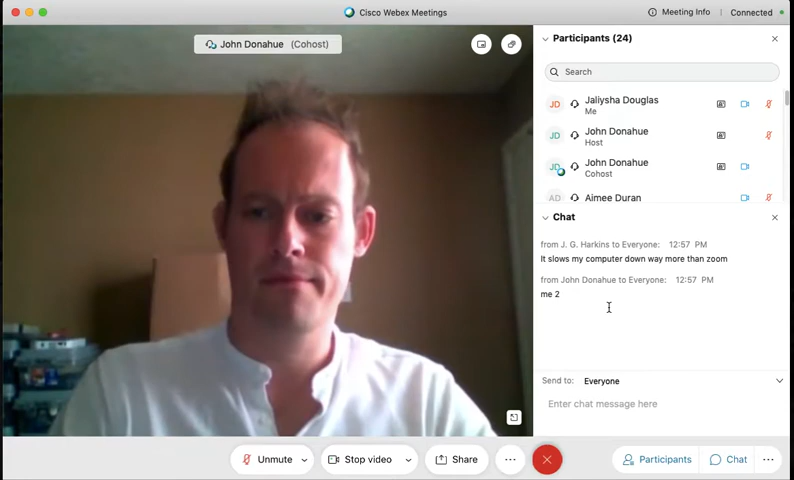 Cisco Webex Meetings
Meeting Info
Connected
John Donahue (Cohost)
Participants (24)
Search
JD
Jaliysha Douglas
Me
JD
John Donahue
Host
JD
John Donahue
Cohost
AD
Aimee Duran
Chat
from J. G. Harkins to Everyone: 12:57 PM
It slows my computer down way more than zoom
from John Donahue to Everyone: 12:57 PM
me 2
Send to: Everyone
Enter chat message here
Unmute
Stop video
Share
Participants
Chat